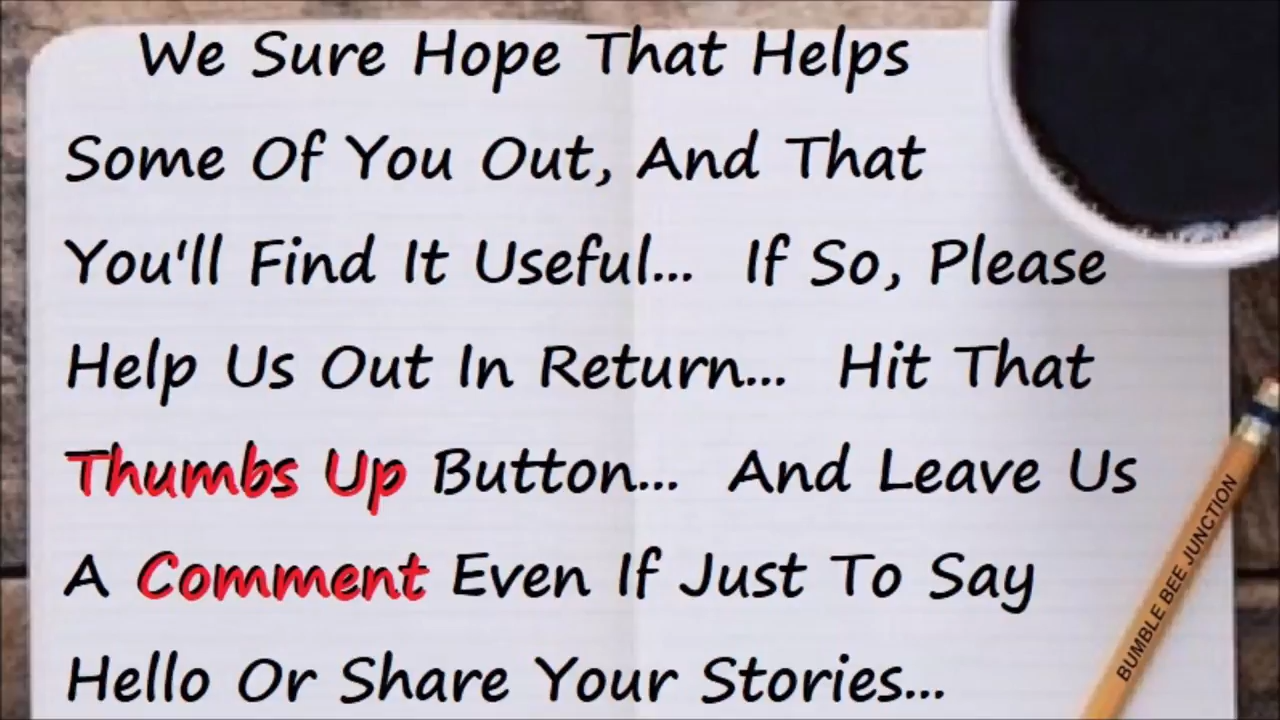 We Sure Hope That Helps
Some Of You Out, And That
You'll Find It Useful... If So, Please
Help Us Out In Return... Hit That
Thumbs Up Button... And Leave Us
A Comment Even If Just To Say
Hello Or Share Your Stories...
BUMBLE BEE JUNCTION